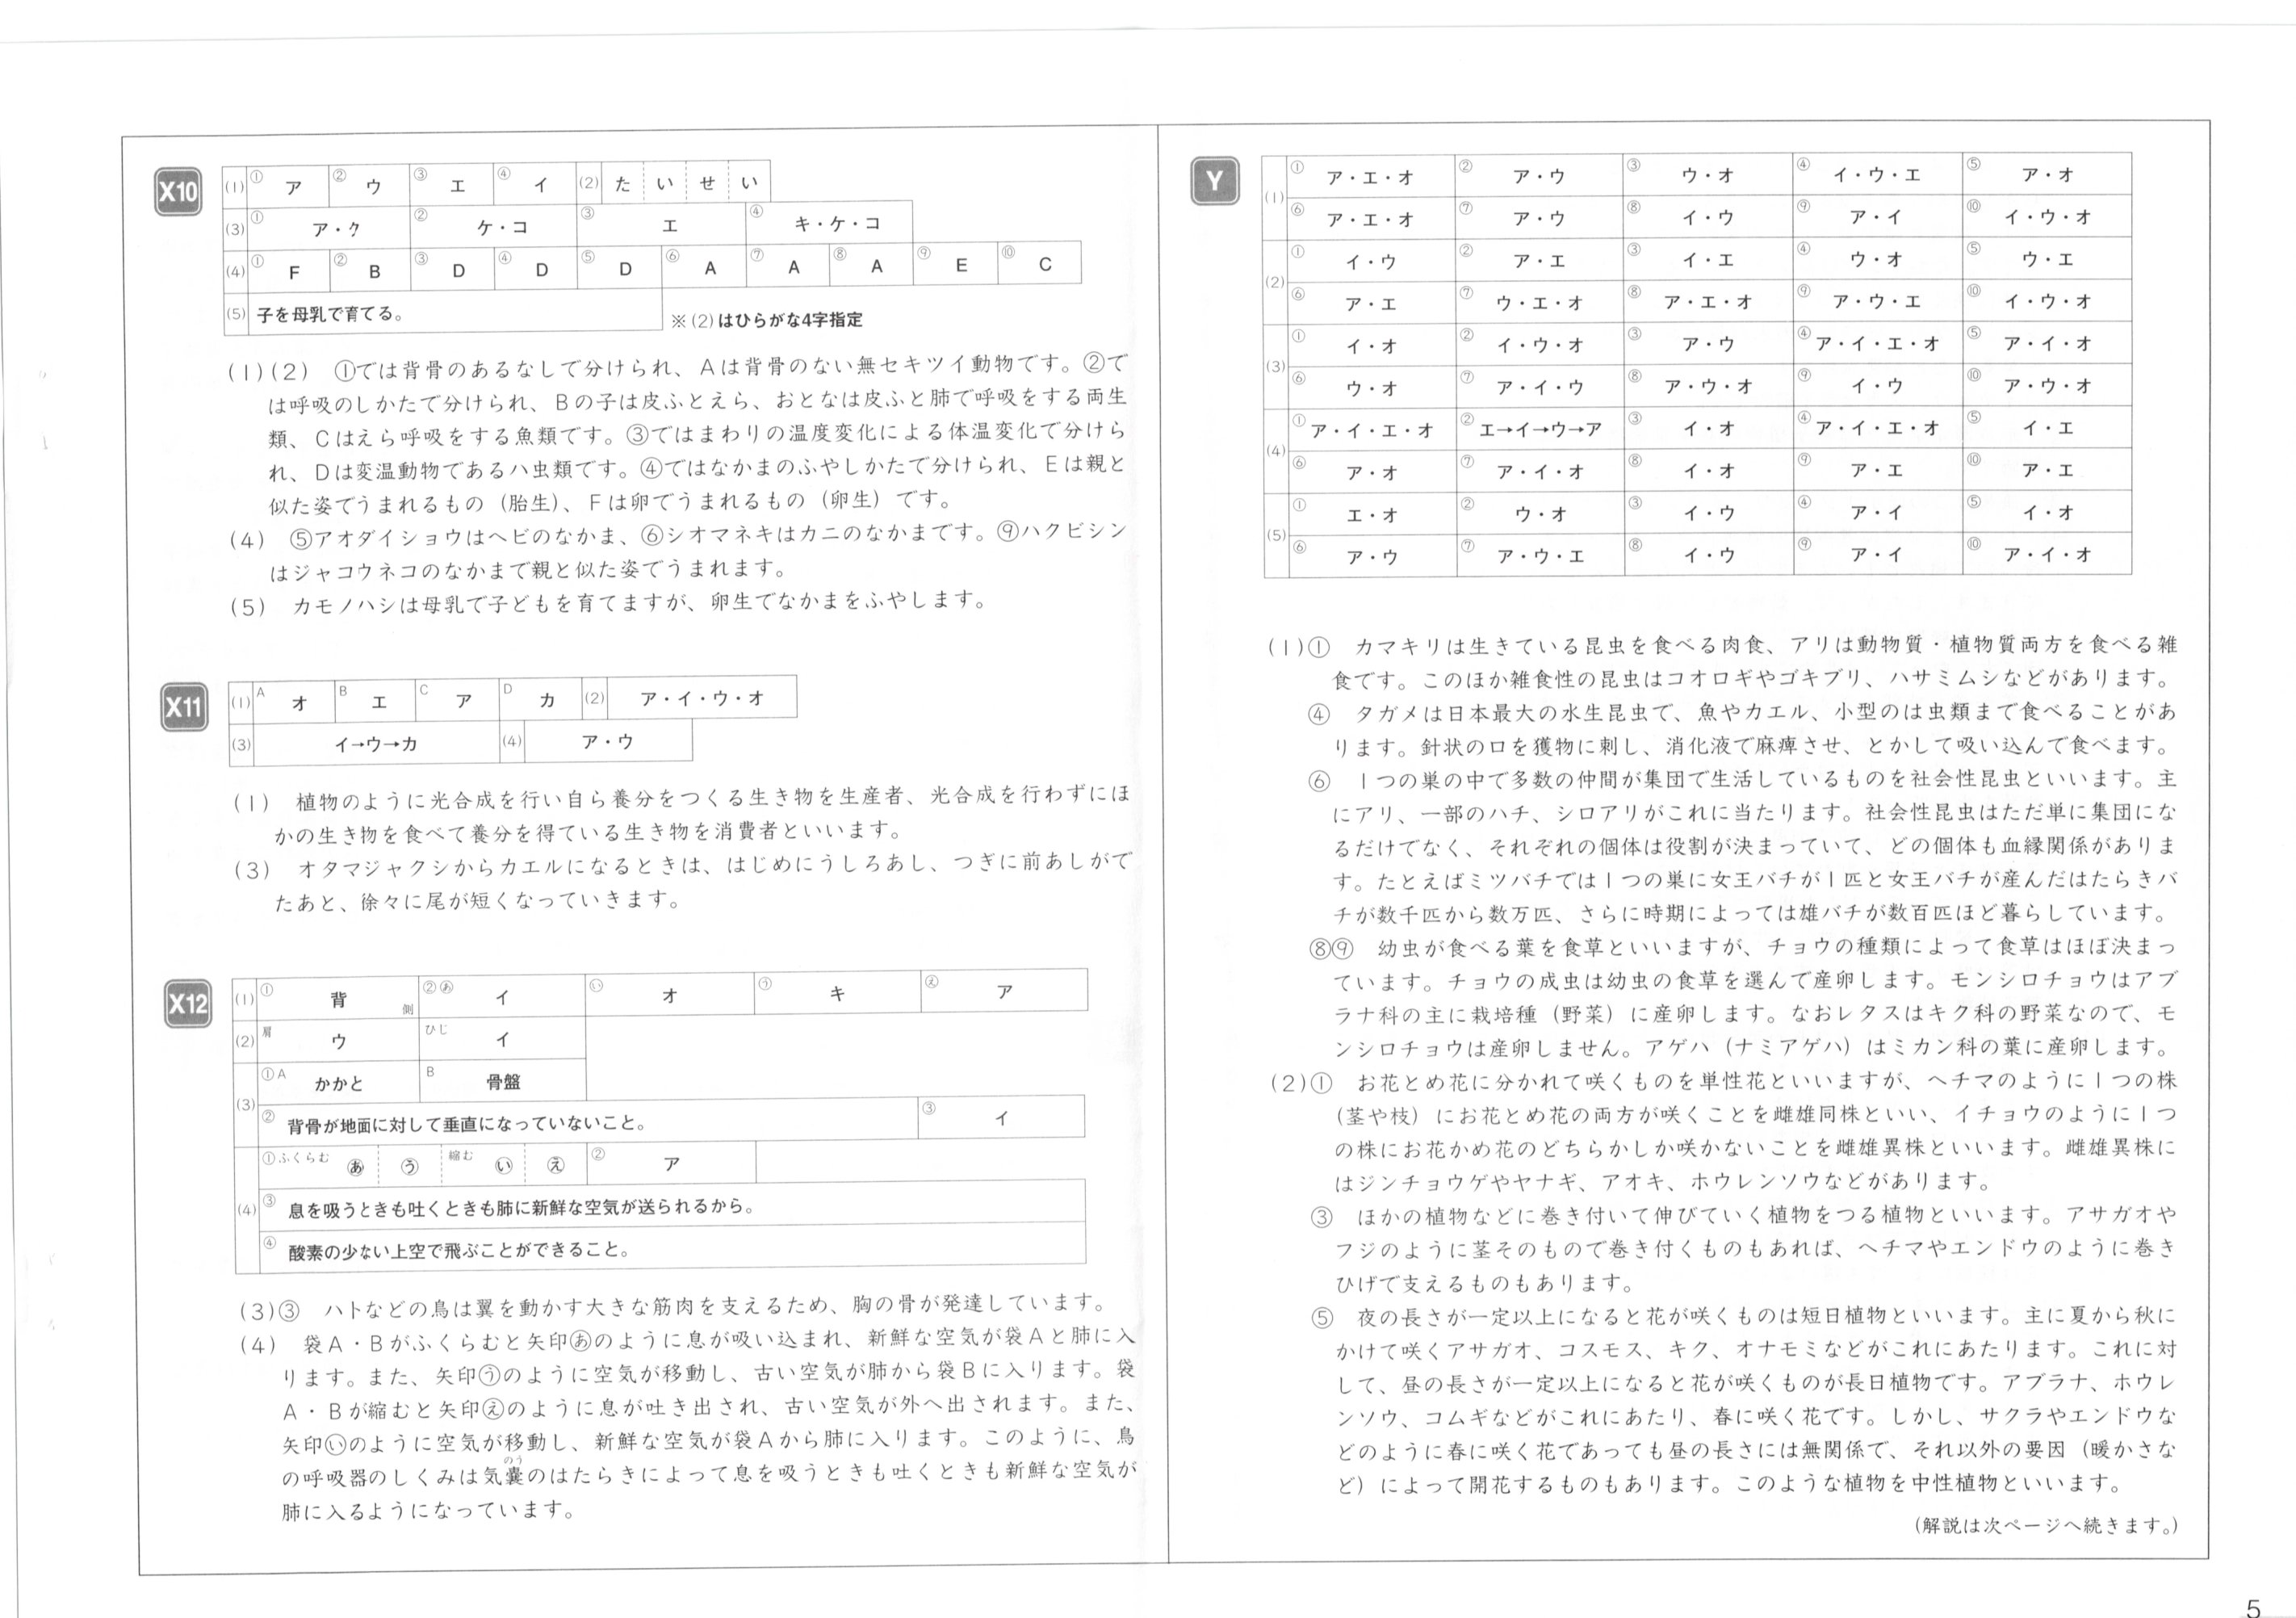 X10
(1) ① ア ② ウ ③ エ ④ イ (2) た い せ い
(3) ① ア・ク ② ケ・コ ③ エ ④ キ・ケ・コ
(4) ① F ② B ③ D ④ D ⑤ D ⑥ A ⑦ A ⑧ A ⑨ E ⑩ C
(5) 子を母乳で育てる。 ※(2)はひらがな4字指定
(1)(2) ①では背骨のあるなしで分けられ、Aは背骨のない無セキツイ動物です。②で
は呼吸のしかたで分けられ、Bの子は皮ふとえら、おとなは皮ふと肺で呼吸をする両生
類、Cはえら呼吸をする魚類です。③ではまわりの温度変化による体温変化で分けら
れ、Dは変温動物であるハ虫類です。④ではなかまのふやしかたで分けられ、Eは親と
似た姿でうまれるもの（胎生）、Fは卵でうまれるもの（卵生）です。
(4) ⑤アオダイショウはヘビのなかま、⑥シオマネキはカニのなかまです。⑨ハクビシン
はジャコウネコのなかまで親と似た姿でうまれます。
(5) カモノハシは母乳で子どもを育てますが、卵生でなかまをふやします。
X11
(1) A オ B エ C ア D カ (2) ア・イ・ウ・オ
(3) イ→ウ→カ (4) ア・ウ
(1) 植物のように光合成を行い自ら養分をつくる生き物を生産者、光合成を行わずにほ
かの生き物を食べて養分を得ている生き物を消費者といいます。
(3) オタマジャクシからカエルになるときは、はじめにうしろあし、つぎに前あしがで
たあと、徐々に尾が短くなっていきます。
X12
(1) ① 背 側 ②あ イ い オ う キ え ア
(2) 肩 ウ ひじ イ
(3) ①A かかと B 骨盤
② 背骨が地面に対して垂直になっていないこと。 ③ イ
(4) ①ふくらむ あ う 縮む い え ② ア
③ 息を吸うときも吐くときも肺に新鮮な空気が送られるから。
④ 酸素の少ない上空で飛ぶことができること。
(3)③ ハトなどの鳥は翼を動かす大きな筋肉を支えるため、胸の骨が発達しています。
(4) 袋A・Bがふくらむと矢印あのように息が吸い込まれ、新鮮な空気が袋Aと肺に入
ります。また、矢印うのように空気が移動し、古い空気が肺から袋Bに入ります。袋
A・Bが縮むと矢印えのように息が吐き出され、古い空気が外へ出されます。また、
矢印いのように空気が移動し、新鮮な空気が袋Aから肺に入ります。このように、鳥
の呼吸器のしくみは気嚢のはたらきによって息を吸うときも吐くときも新鮮な空気が
のう
肺に入るようになっています。
Y
(1) ① ア・エ・オ ② ア・ウ ③ ウ・オ ④ イ・ウ・エ ⑤ ア・オ
⑥ ア・エ・オ ⑦ ア・ウ ⑧ イ・ウ ⑨ ア・イ ⑩ イ・ウ・オ
(2) ① イ・ウ ② ア・エ ③ イ・エ ④ ウ・オ ⑤ ウ・エ
⑥ ア・エ ⑦ ウ・エ・オ ⑧ ア・エ・オ ⑨ ア・ウ・エ ⑩ イ・ウ・オ
(3) ① イ・オ ② イ・ウ・オ ③ ア・ウ ④ ア・イ・エ・オ ⑤ ア・イ・オ
⑥ ウ・オ ⑦ ア・イ・ウ ⑧ ア・ウ・オ ⑨ イ・ウ ⑩ ア・ウ・オ
(4) ① ア・イ・エ・オ ② エ→イ→ウ→ア ③ イ・オ ④ ア・イ・エ・オ ⑤ イ・エ
⑥ ア・オ ⑦ ア・イ・オ ⑧ イ・オ ⑨ ア・エ ⑩ ア・エ
(5) ① エ・オ ② ウ・オ ③ イ・ウ ④ ア・イ ⑤ イ・オ
⑥ ア・ウ ⑦ ア・ウ・エ ⑧ イ・ウ ⑨ ア・イ ⑩ ア・イ・オ
(1)① カマキリは生きている昆虫を食べる肉食、アリは動物質・植物質両方を食べる雑
食です。このほか雑食性の昆虫はコオロギやゴキブリ、ハサミムシなどがあります。
④ タガメは日本最大の水生昆虫で、魚やカエル、小型のは虫類まで食べることがあ
ります。針状の口を獲物に刺し、消化液で麻痺させ、とかして吸い込んで食べます。
⑥ 1つの巣の中で多数の仲間が集団で生活しているものを社会性昆虫といいます。主
にアリ、一部のハチ、シロアリがこれに当たります。社会性昆虫はただ単に集団にな
るだけでなく、それぞれの個体は役割が決まっていて、どの個体も血縁関係がありま
す。たとえばミツバチでは1つの巣に女王バチが1匹と女王バチが産んだはたらきバ
チが数千匹から数万匹、さらに時期によっては雄バチが数百匹ほど暮らしています。
⑧⑨ 幼虫が食べる葉を食草といいますが、チョウの種類によって食草はほぼ決まっ
ています。チョウの成虫は幼虫の食草を選んで産卵します。モンシロチョウはアブ
ラナ科の主に栽培種（野菜）に産卵します。なおレタスはキク科の野菜なので、モ
ンシロチョウは産卵しません。アゲハ（ナミアゲハ）はミカン科の葉に産卵します。
(2)① お花とめ花に分かれて咲くものを単性花といいますが、ヘチマのように1つの株
（茎や枝）にお花とめ花の両方が咲くことを雌雄同株といい、イチョウのように1つ
の株にお花かめ花のどちらかしか咲かないことを雌雄異株といいます。雌雄異株に
はジンチョウゲやヤナギ、アオキ、ホウレンソウなどがあります。
③ ほかの植物などに巻き付いて伸びていく植物をつる植物といいます。アサガオや
フジのように茎そのもので巻き付くものもあれば、ヘチマやエンドウのように巻き
ひげで支えるものもあります。
⑤ 夜の長さが一定以上になると花が咲くものは短日植物といいます。主に夏から秋に
かけて咲くアサガオ、コスモス、キク、オナモミなどがこれにあたります。これに対
して、昼の長さが一定以上になると花が咲くものが長日植物です。アブラナ、ホウレ
ンソウ、コムギなどがこれにあたり、春に咲く花です。しかし、サクラやエンドウな
どのように春に咲く花であっても昼の長さには無関係で、それ以外の要因（暖かさな
ど）によって開花するものもあります。このような植物を中性植物といいます。
（解説は次ページへ続きます。）
5